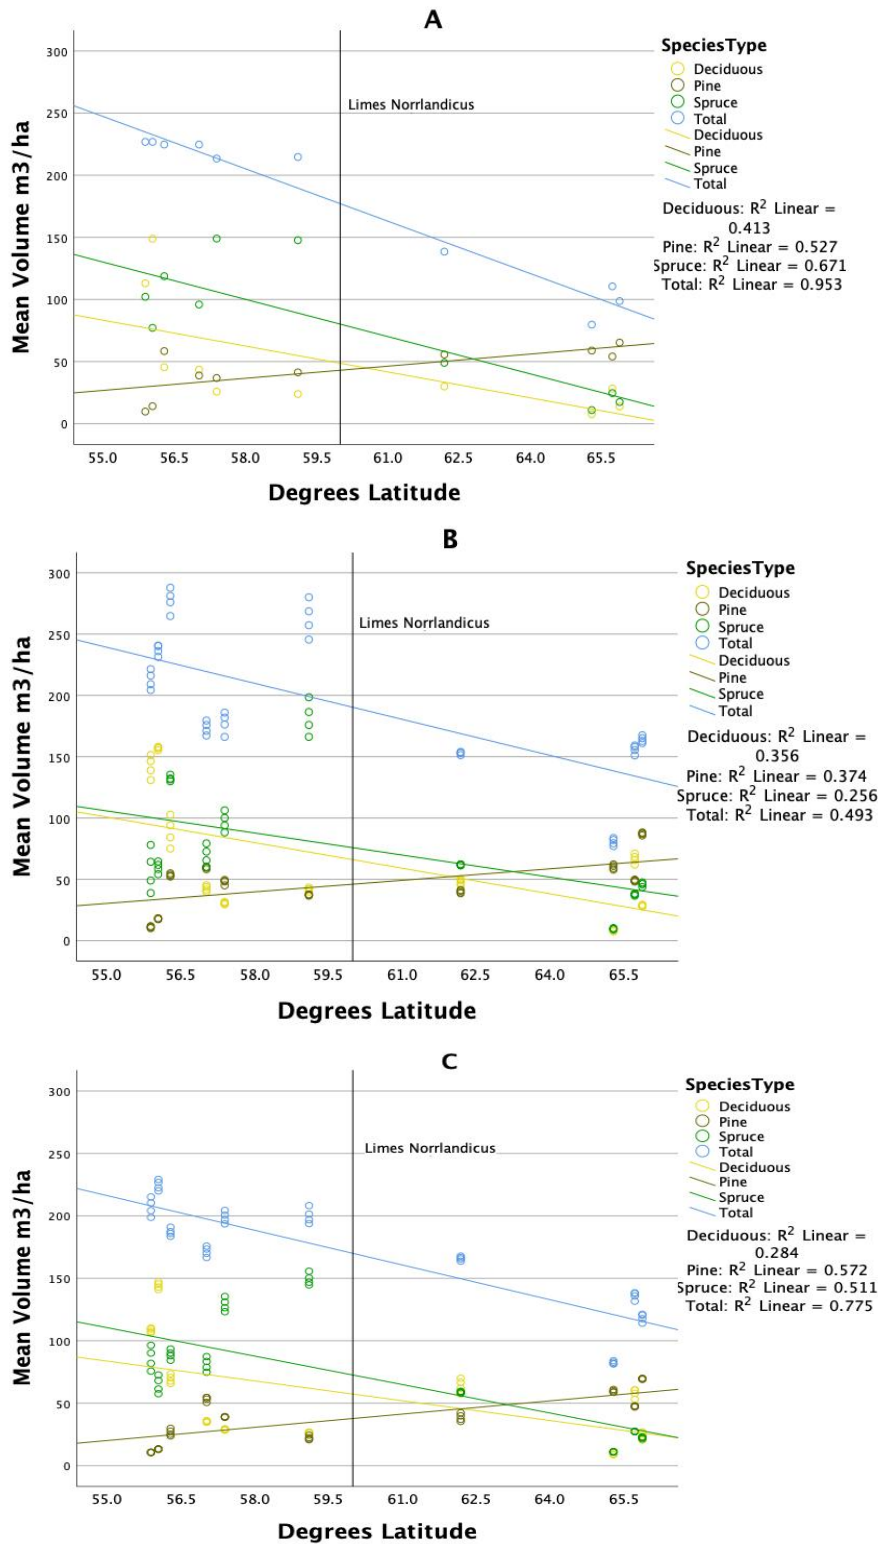 A
300
250
200
150
100
50
0
Mean Volume m3/ha
55.0 56.5 58.0 59.5 61.0 62.5 64.0 65.5
Degrees Latitude
Limes Norrlandicus
SpeciesType
Deciduous
Pine
Spruce
Total
Deciduous
Pine
Spruce
Total
Deciduous: R² Linear =
0.413
Pine: R² Linear = 0.527
Spruce: R² Linear = 0.671
Total: R² Linear = 0.953
B
300
250
200
150
100
50
0
Mean Volume m3/ha
55.0 56.5 58.0 59.5 61.0 62.5 64.0 65.5
Degrees Latitude
Limes Norrlandicus
SpeciesType
Deciduous
Pine
Spruce
Total
Deciduous
Pine
Spruce
Total
Deciduous: R² Linear =
0.356
Pine: R² Linear = 0.374
Spruce: R² Linear = 0.256
Total: R² Linear = 0.493
C
300
250
200
150
100
50
0
Mean Volume m3/ha
55.0 56.5 58.0 59.5 61.0 62.5 64.0 65.5
Degrees Latitude
Limes Norrlandicus
SpeciesType
Deciduous
Pine
Spruce
Total
Deciduous
Pine
Spruce
Total
Deciduous: R² Linear =
0.284
Pine: R² Linear = 0.572
Spruce: R² Linear = 0.511
Total: R² Linear = 0.775